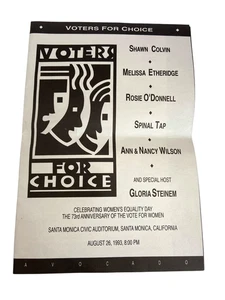 VOTERS FOR CHOICE
VOTERS
FOR
CHOICE
SHAWN COLVIN
MELISSA ETHERIDGE
ROSIE O'DONNELL
SPINAL TAP
ANN & NANCY WILSON
AND SPECIAL HOST
GLORIA STEINEM
CELEBRATING WOMEN'S EQUALITY DAY
THE 73RD ANNIVERSARY OF THE VOTE FOR WOMEN
SANTA MONICA CIVIC AUDITORIUM, SANTA MONICA, CALIFORNIA
AUGUST 26, 1993, 8:00 PM
AVOCADO